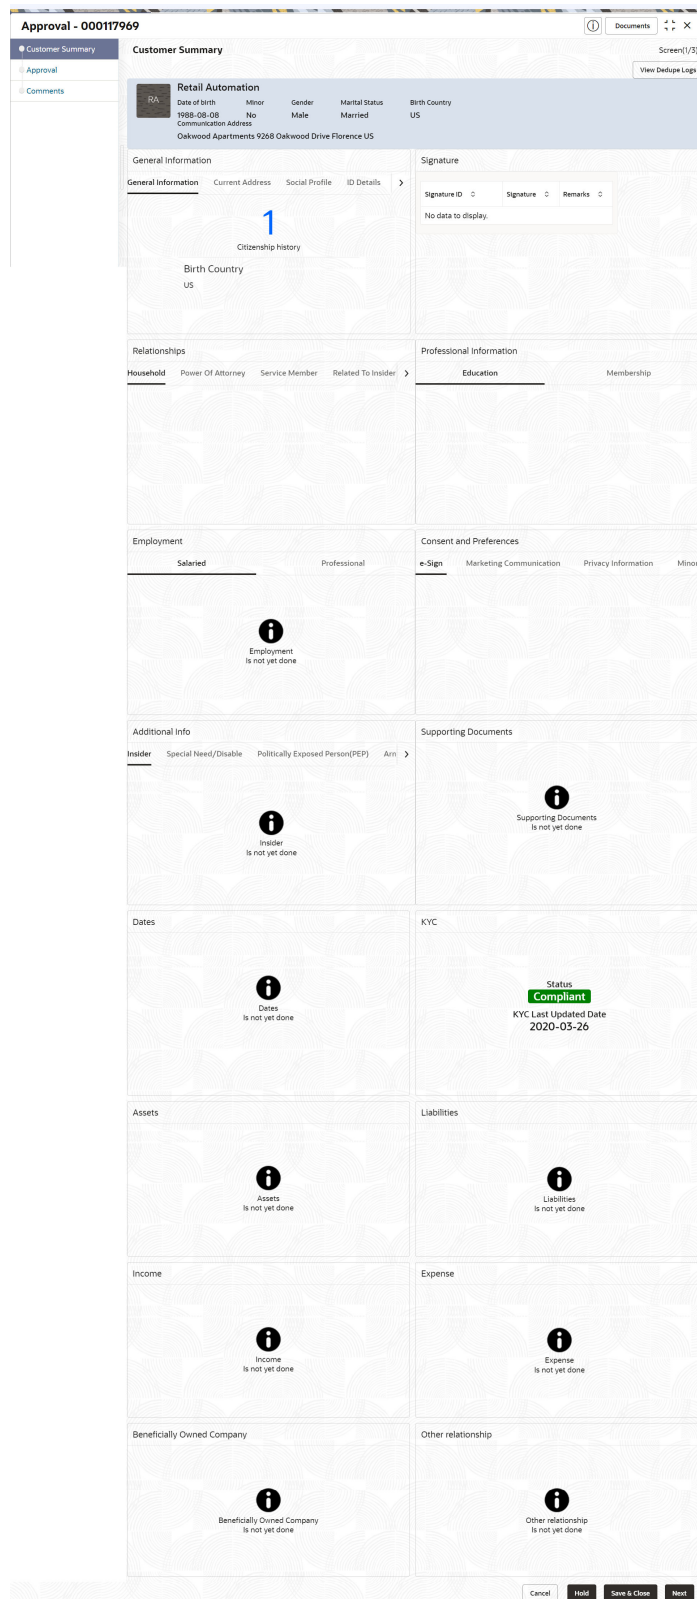 Approval - 000117969
Documents
Customer Summary
Approval
Comments
Customer Summary
Screen(1/3)
View Dedupe Logs
RA
Retail Automation
Date of birth Minor Gender Marital Status Birth Country
1988-08-08 No Male Married US
Communication Address
Oakwood Apartments 9268 Oakwood Drive Florence US
General Information
General Information Current Address Social Profile ID Details
1
Citizenship history
Birth Country
US
Signature
Signature ID Signature Remarks
No data to display.
Relationships
Household Power Of Attorney Service Member Related To Insider
Professional Information
Education Membership
Employment
Salaried Professional
Employment
Is not yet done
Consent and Preferences
e-Sign Marketing Communication Privacy Information Minor
Additional Info
Insider Special Need/Disable Politically Exposed Person(PEP) Arn
Insider
Is not yet done
Supporting Documents
Supporting Documents
Is not yet done
Dates
Dates
Is not yet done
KYC
Status
Compliant
KYC Last Updated Date
2020-03-26
Assets
Assets
Is not yet done
Liabilities
Liabilities
Is not yet done
Income
Income
Is not yet done
Expense
Expense
Is not yet done
Beneficially Owned Company
Beneficially Owned Company
Is not yet done
Other relationship
Other relationship
Is not yet done
Cancel Hold Save & Close Next